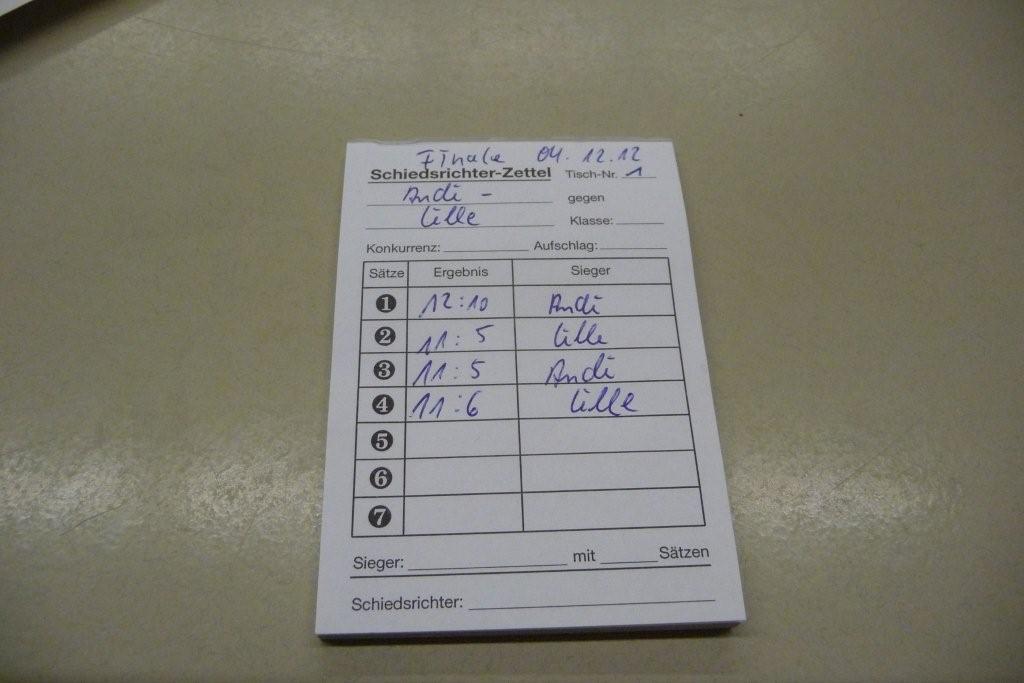 Finale 04.12.12
Schiedsrichter-Zettel Tisch-Nr. 1
Andi - gegen
Lille Klasse:
Konkurrenz: Aufschlag:
Sätze Ergebnis Sieger
1 12:10 Andi
2 11:5 Lille
3 11:5 Andi
4 11:6 Lille
5
6
7
Sieger: mit Sätzen
Schiedsrichter: